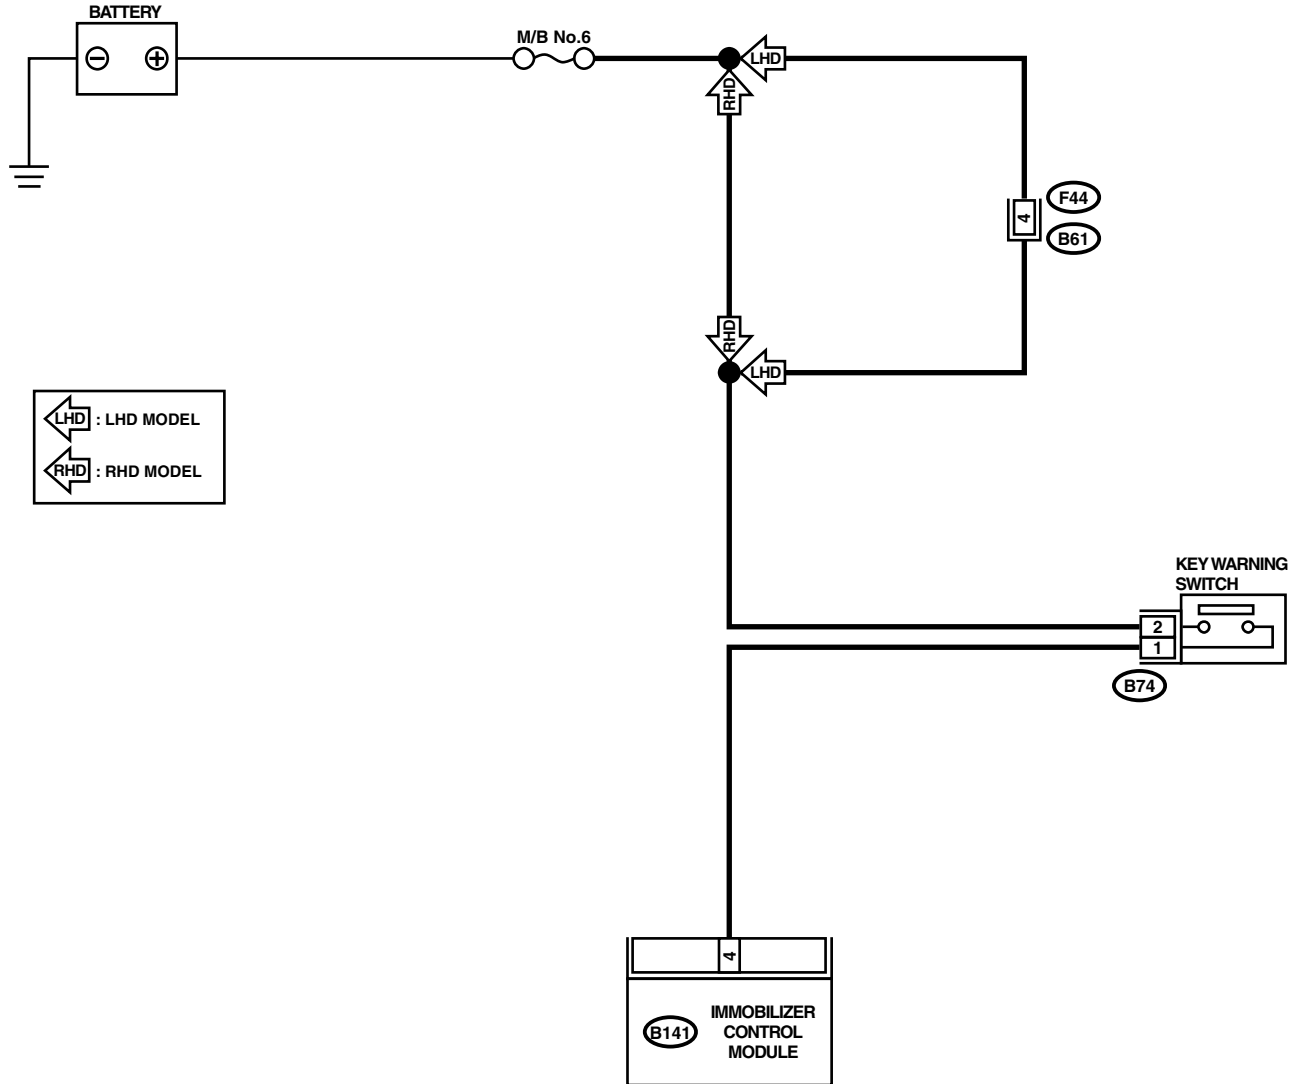 BATTERY
M/B No.6
LHD
RHD
F44
4
B61
RHD
LHD
LHD : LHD MODEL
RHD : RHD MODEL
KEY WARNING
SWITCH
2
1
B74
4
B141
IMMOBILIZER
CONTROL
MODULE